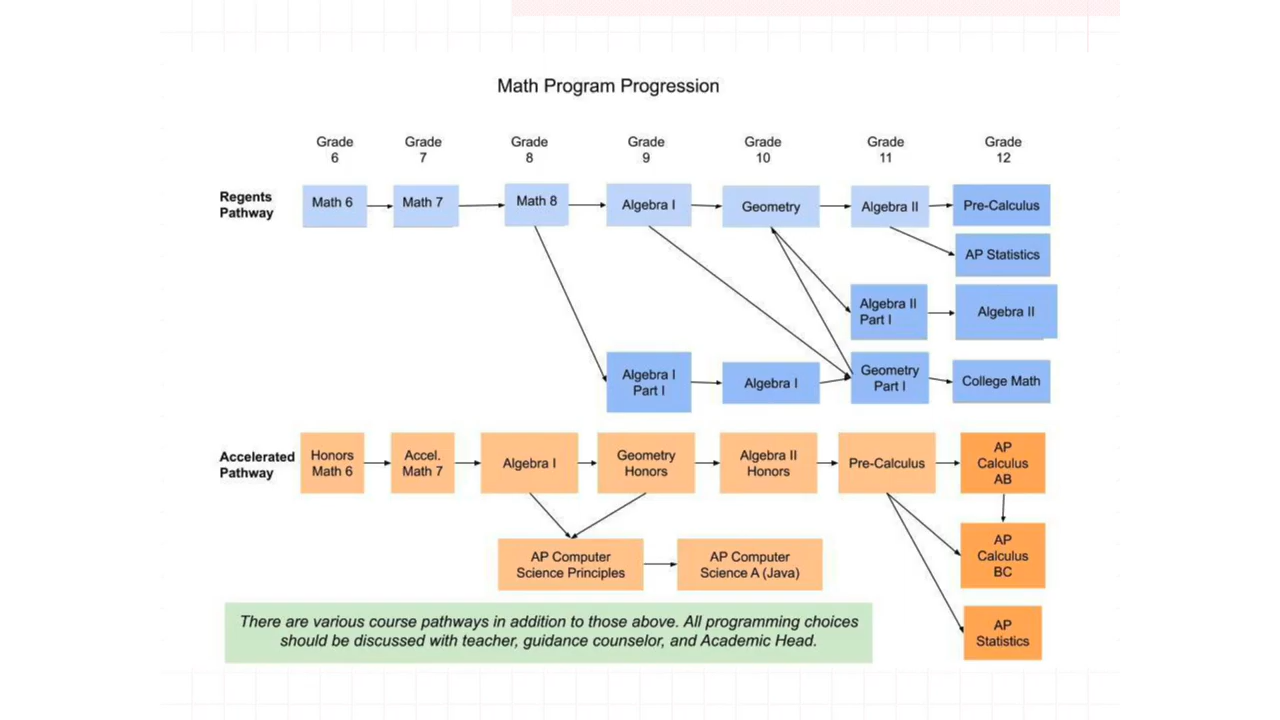 Math Program Progression
Grade
6
Grade
7
Grade
8
Grade
9
Grade
10
Grade
11
Grade
12
Regents
Pathway
Math 6
Math 7
Math 8
Algebra I
Geometry
Algebra II
Pre-Calculus
AP Statistics
Algebra II
Part I
Algebra II
Algebra I
Part I
Algebra I
Geometry
Part I
College Math
Accelerated
Pathway
Honors
Math 6
Accel.
Math 7
Algebra I
Geometry
Honors
Algebra II
Honors
Pre-Calculus
AP
Calculus
AB
AP Computer
Science Principles
AP Computer
Science A (Java)
AP
Calculus
BC
AP
Statistics
There are various course pathways in addition to those above. All programming choices
should be discussed with teacher, guidance counselor, and Academic Head.